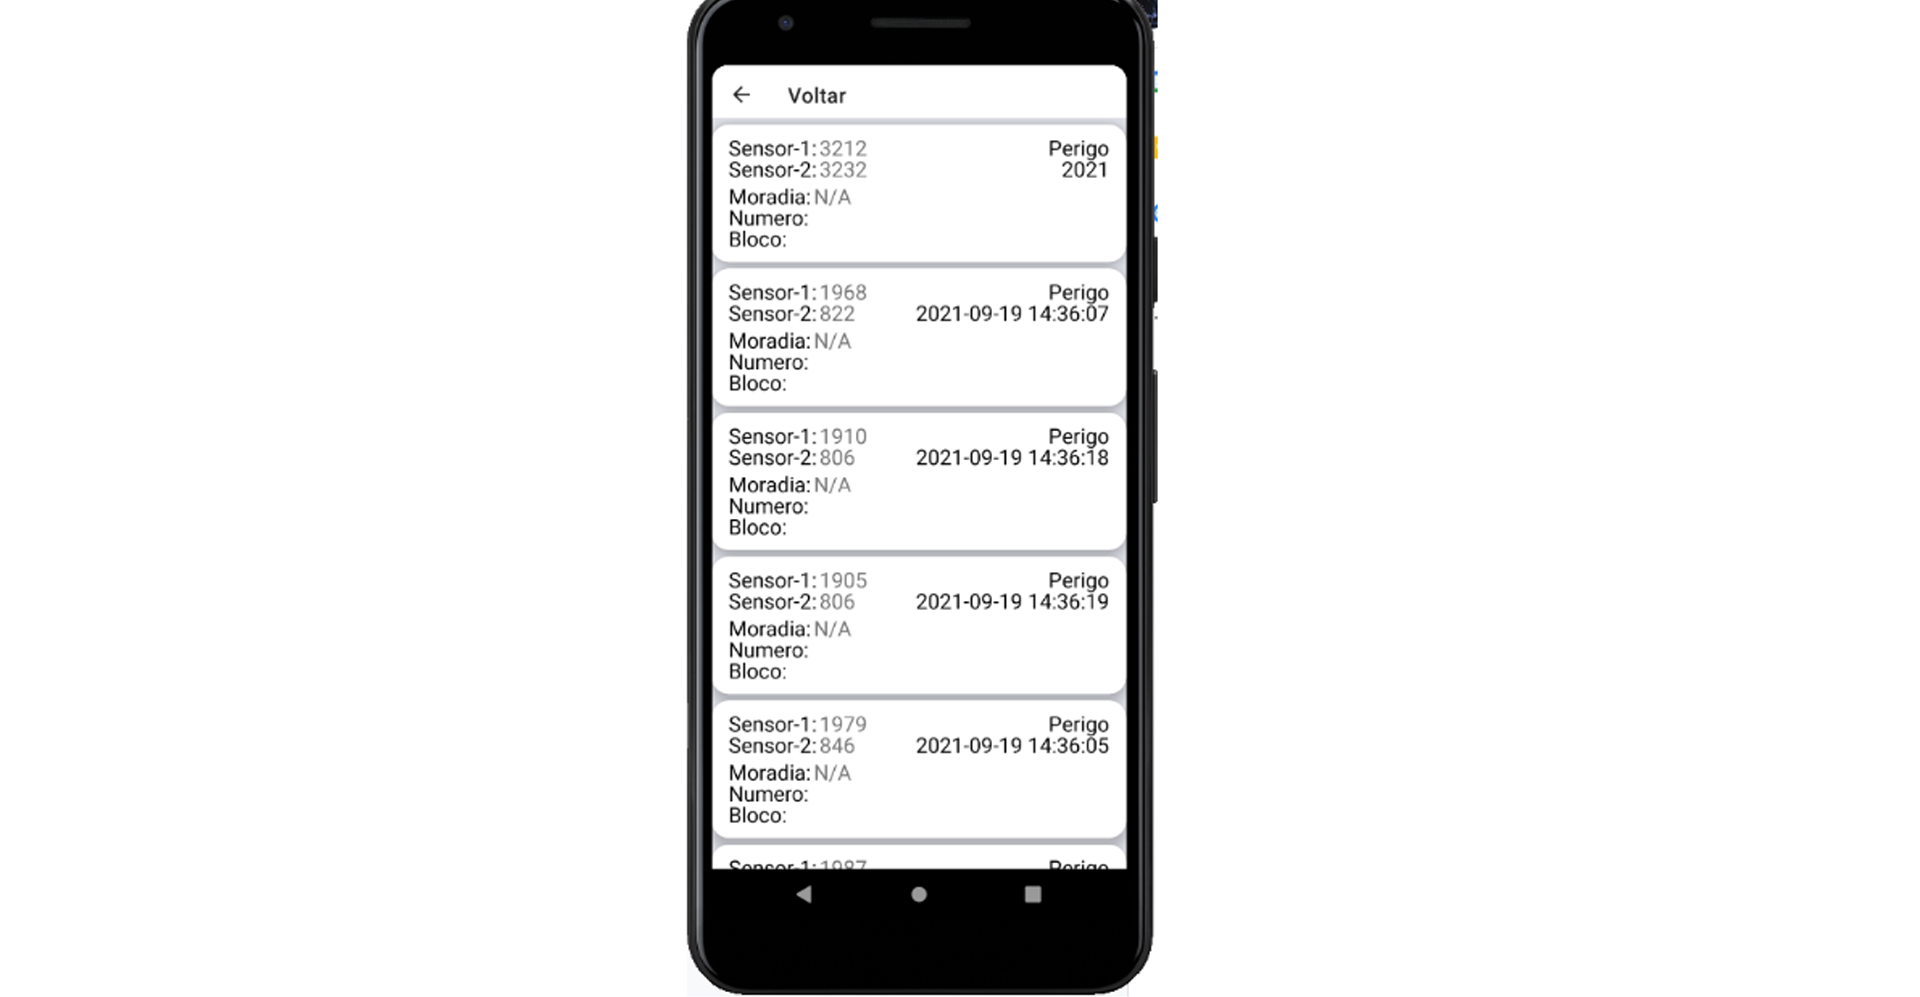 Voltar
Sensor-1: 3212 Perigo
Sensor-2: 3232 2021
Moradia: N/A
Numero:
Bloco:
Sensor-1: 1968 Perigo
Sensor-2: 822 2021-09-19 14:36:07
Moradia: N/A
Numero:
Bloco:
Sensor-1: 1910 Perigo
Sensor-2: 806 2021-09-19 14:36:18
Moradia: N/A
Numero:
Bloco:
Sensor-1: 1905 Perigo
Sensor-2: 806 2021-09-19 14:36:19
Moradia: N/A
Numero:
Bloco:
Sensor-1: 1979 Perigo
Sensor-2: 846 2021-09-19 14:36:05
Moradia: N/A
Numero:
Bloco:
Sensor-1: 1987 Perigo